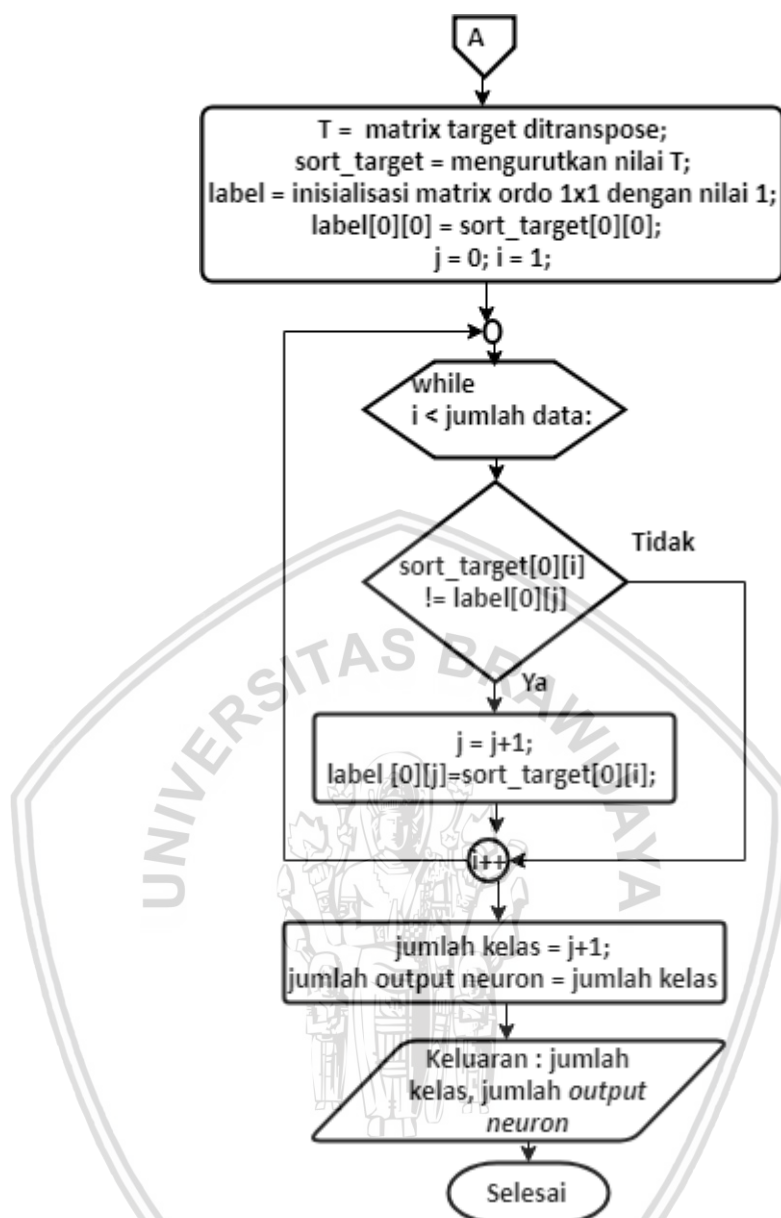 A
T = matrix target ditranspose;
sort_target = mengurutkan nilai T;
label = inisialisasi matrix ordo 1x1 dengan nilai 1;
label[0][0] = sort_target[0][0];
j = 0; i = 1;
while
i < jumlah data:
Tidak
sort_target[0][i]
!= label[0][j]
Ya
j = j+1;
label [0][j]=sort_target[0][i];
i++
jumlah kelas = j+1;
jumlah output neuron = jumlah kelas
Keluaran : jumlah
kelas, jumlah output
neuron
Selesai
UNIVERSITAS BRAWIJAYA